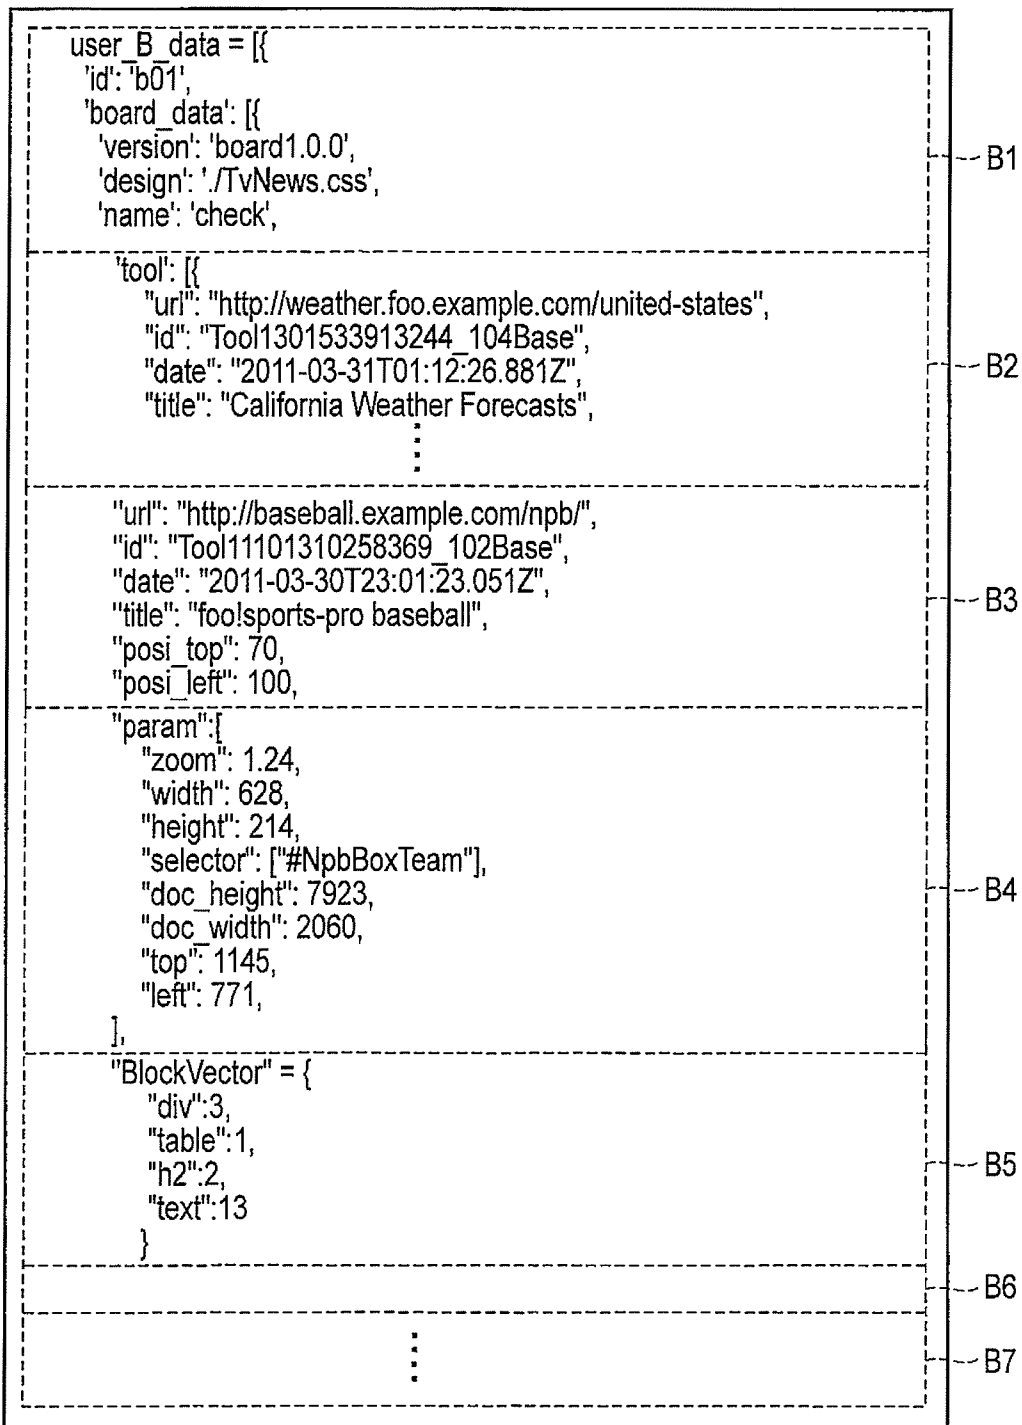 user_B_data = [{
'id': 'b01',
'board_data': [{
'version': 'board1.0.0',
'design': './TvNews.css',
'name': 'check',
B1
'tool': [{
"url": "http://weather.foo.example.com/united-states",
"id": "Tool1301533913244_104Base",
"date": "2011-03-31T01:12:26.881Z",
"title": "California Weather Forecasts",
B2
"url": "http://baseball.example.com/npb/",
"id": "Tool11101310258369_102Base",
"date": "2011-03-30T23:01:23.051Z",
"title": "foo!sports-pro baseball",
"posi_top": 70,
"posi_left": 100,
B3
"param":[
"zoom": 1.24,
"width": 628,
"height": 214,
"selector": ["#NpbBoxTeam"],
"doc_height": 7923,
"doc_width": 2060,
"top": 1145,
"left": 771,
],
B4
"BlockVector" = {
"div":3,
"table":1,
"h2":2,
"text":13
}
B5
B6
B7